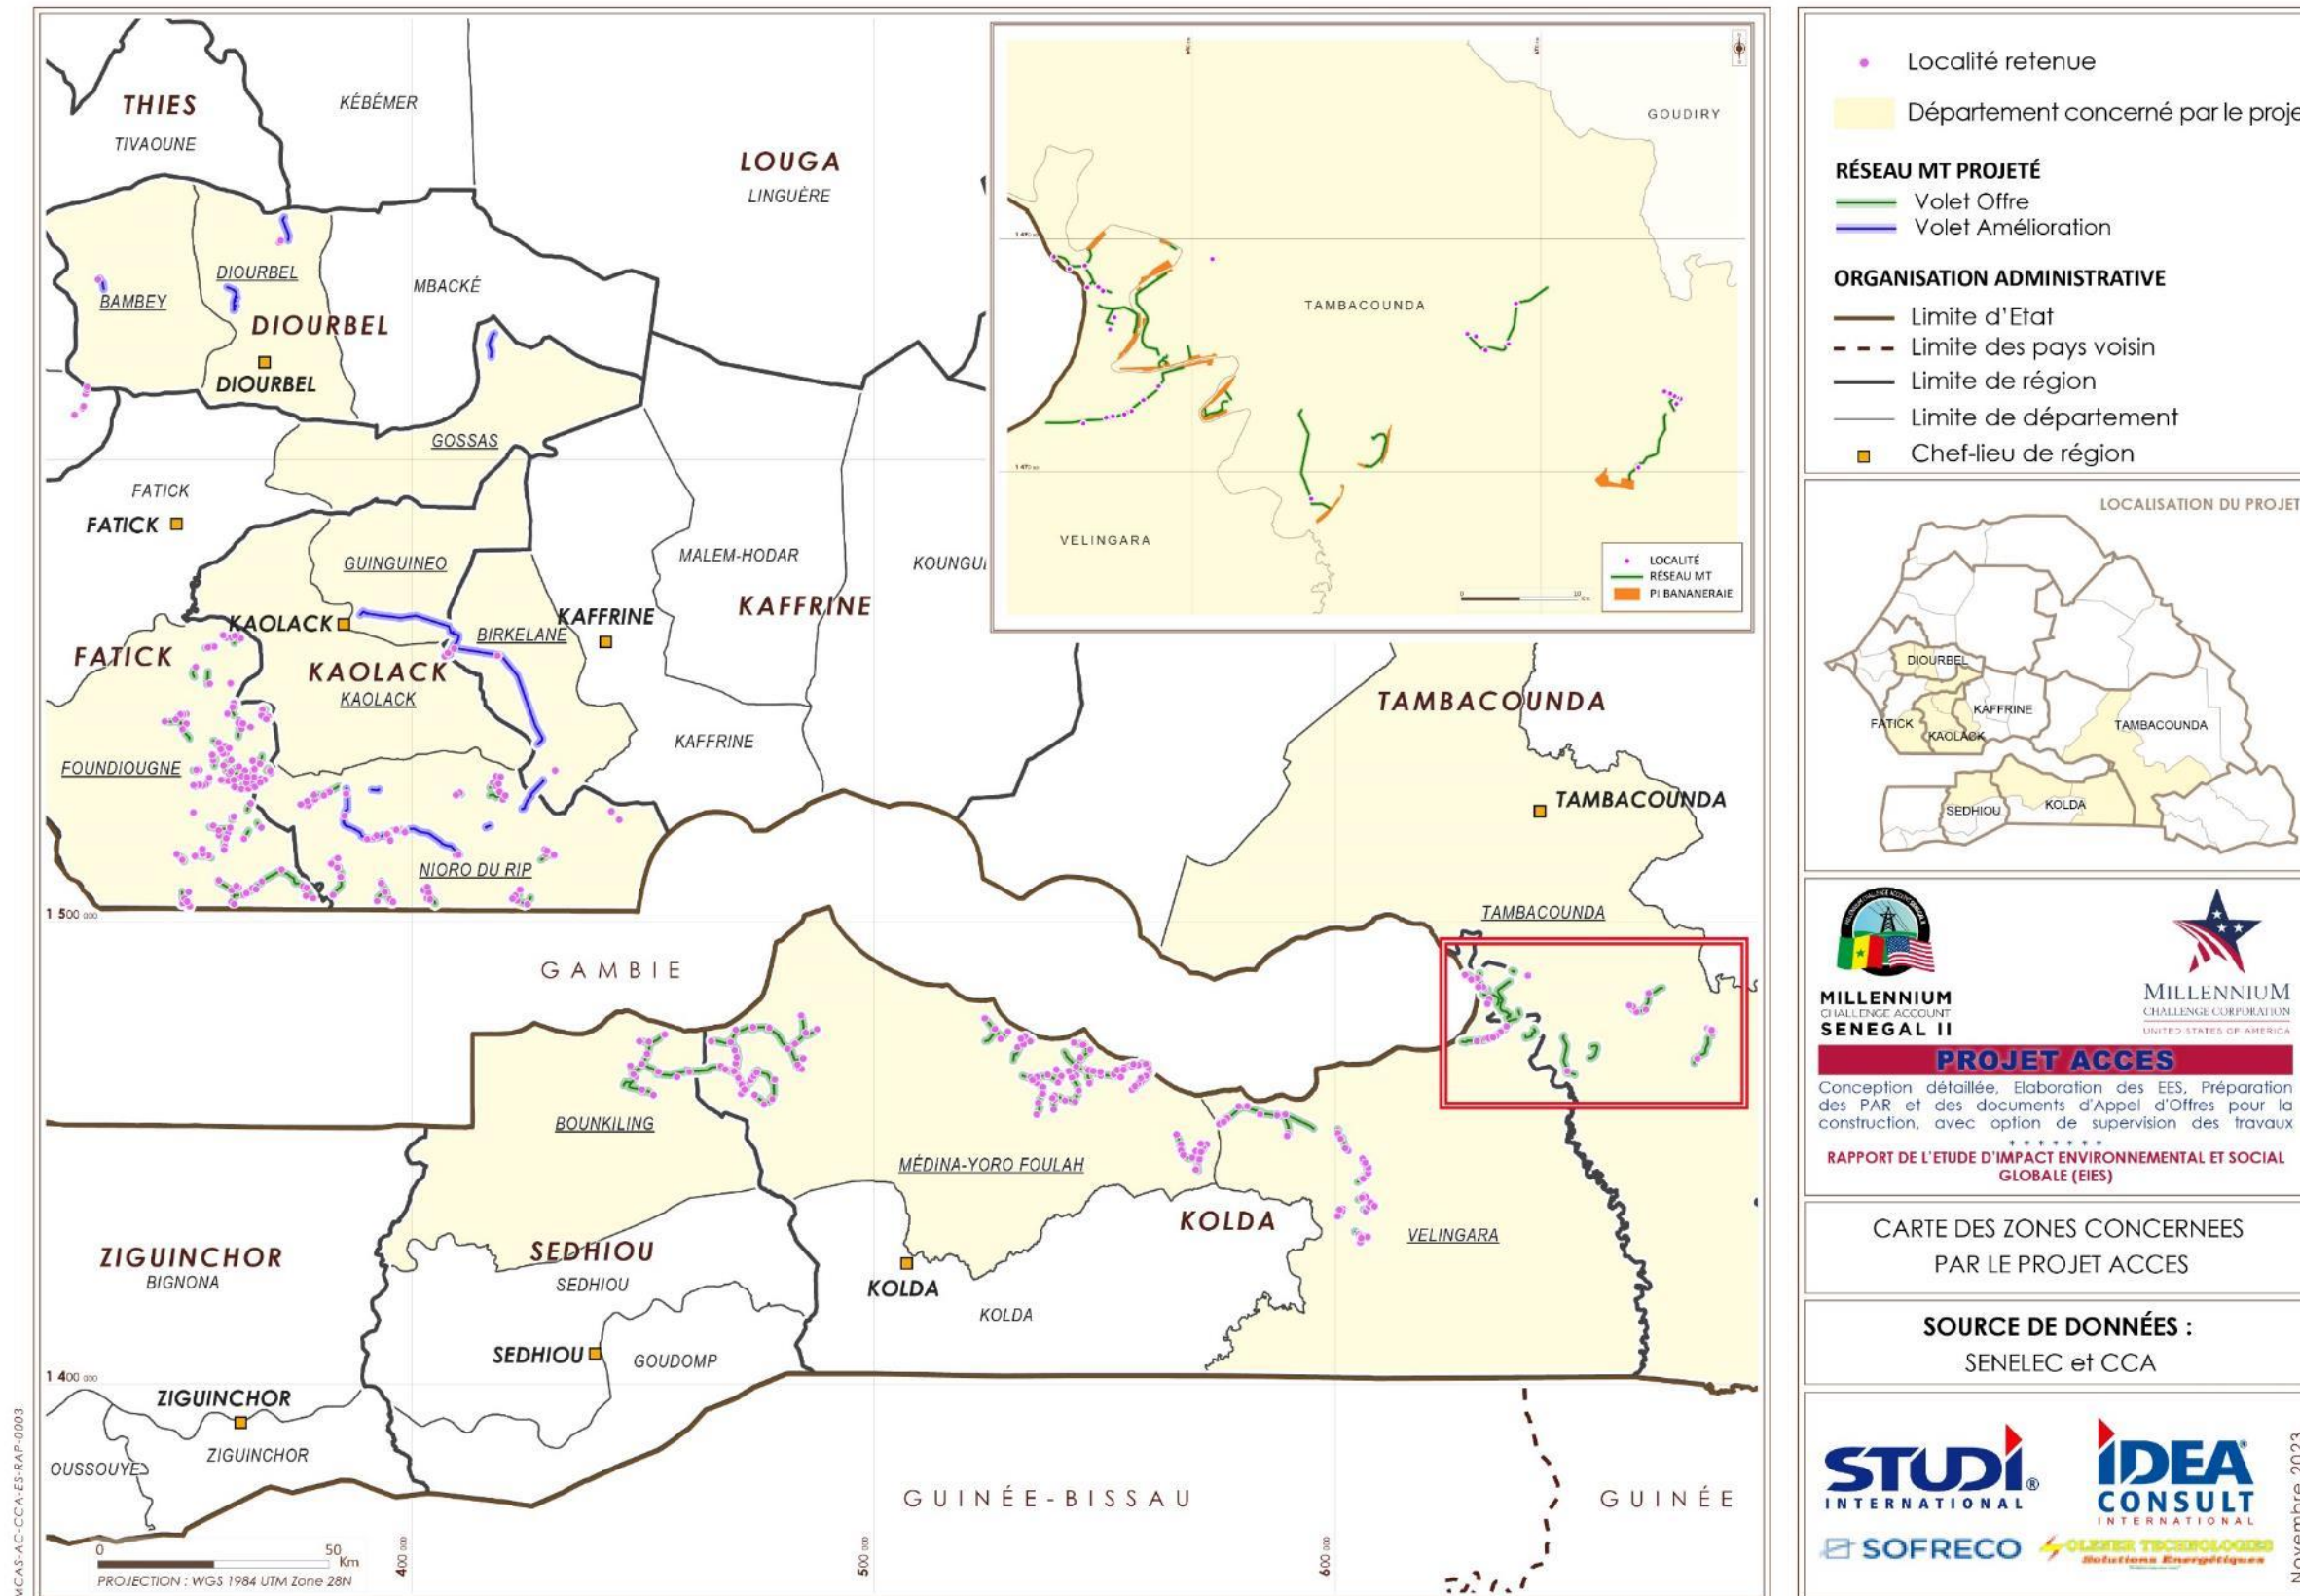 THIES
TIVAOUNE
KÉBÉMER
LOUGA
LINGUÈRE
BAMBEY
DIOURBEL
MBACKÉ
DIOURBEL
DIOURBEL
GOSSAS
FATICK
FATICK
GUINGUINEO
MALEM-HODAR
KOUNGU
KAOLACK
BIRKELANE
KAFFRINE
KAFFRINE
FATICK
KAOLACK
KAOLACK
KAFFRINE
FOUNDIOUGNE
NIORO DU RIP
TAMBACOUNDA
TAMBACOUNDA
TAMBACOUNDA
1 500 000
GAMBIE
BOUNKILING
MÉDINA-YORO FOULAH
KOLDA
VELINGARA
ZIGUINCHOR
BIGNONA
SEDHIOU
SEDHIOU
KOLDA
KOLDA
SEDHIOU
GOUDOMP
1 400 000
ZIGUINCHOR
ZIGUINCHOR
OUSSOUYE
GUINÉE-BISSAU
GUINÉE
0 50
Km
PROJECTION : WGS 1984 UTM Zone 28N
400 000
500 000
600 000
MCAS-AC-CCA-ES-RAP-0003
GOUDIRY
TAMBACOUNDA
VELINGARA
LOCALITÉ
RÉSEAU MT
PI BANANERAIE
Localité retenue
Département concerné par le proje
RÉSEAU MT PROJETÉ
Volet Offre
Volet Amélioration
ORGANISATION ADMINISTRATIVE
Limite d'Etat
Limite des pays voisin
Limite de région
Limite de département
Chef-lieu de région
LOCALISATION DU PROJET
DIOURBEL
KAFFRINE
FATICK
KAOLACK
TAMBACOUNDA
SEDHIOU
KOLDA
MILLENNIUM
CHALLENGE ACCOUNT
SENEGAL II
MILLENNIUM
CHALLENGE CORPORATION
UNITED STATES OF AMERICA
PROJET ACCES
Conception détaillée, Elaboration des EES, Préparation
des PAR et des documents d'Appel d'Offres pour la
construction, avec option de supervision des travaux
*******
RAPPORT DE L'ETUDE D'IMPACT ENVIRONNEMENTAL ET SOCIAL
GLOBALE (EIES)
CARTE DES ZONES CONCERNEES
PAR LE PROJET ACCES
SOURCE DE DONNÉES :
SENELEC et CCA
STUDI®
INTERNATIONAL
IDEA®
CONSULT
INTERNATIONAL
SOFRECO
OLENER TECHNOLOGIES
Solutions Energétiques
Novembre 2023